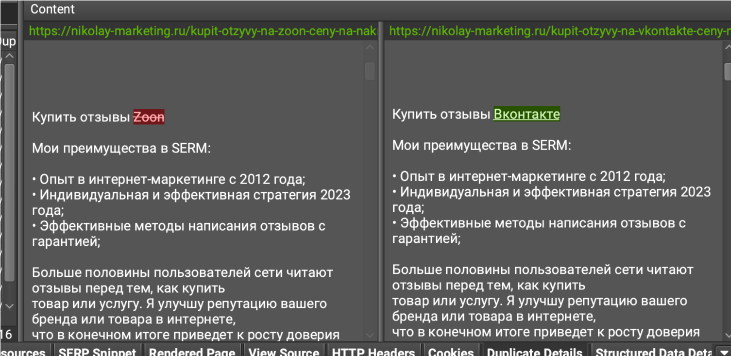 Content
https://nikolay-marketing.ru/kupit-otzyvy-na-zoon-ceny-na-nak
https://nikolay-marketing.ru/kupit-otzyvy-na-vkontakte-ceny-n
Купить отзывы Zoon
Мои преимущества в SERM:
• Опыт в интернет-маркетинге с 2012 года;
• Индивидуальная и эффективная стратегия 2023
года;
• Эффективные методы написания отзывов с
гарантией;
Больше половины пользователей сети читают
отзывы перед тем, как купить
товар или услугу. Я улучшу репутацию вашего
бренда или товара в интернете,
что в конечном итоге приведет к росту доверия
Купить отзывы Вконтакте
Мои преимущества в SERM:
• Опыт в интернет-маркетинге с 2012 года;
• Индивидуальная и эффективная стратегия 2023
года;
• Эффективные методы написания отзывов с
гарантией;
Больше половины пользователей сети читают
отзывы перед тем, как купить
товар или услугу. Я улучшу репутацию вашего
бренда или товара в интернете,
что в конечном итоге приведет к росту доверия
16
sources SERP Snippet Rendered Page View Source HTTP Headers Cookies Duplicate Details Structured Data Deta